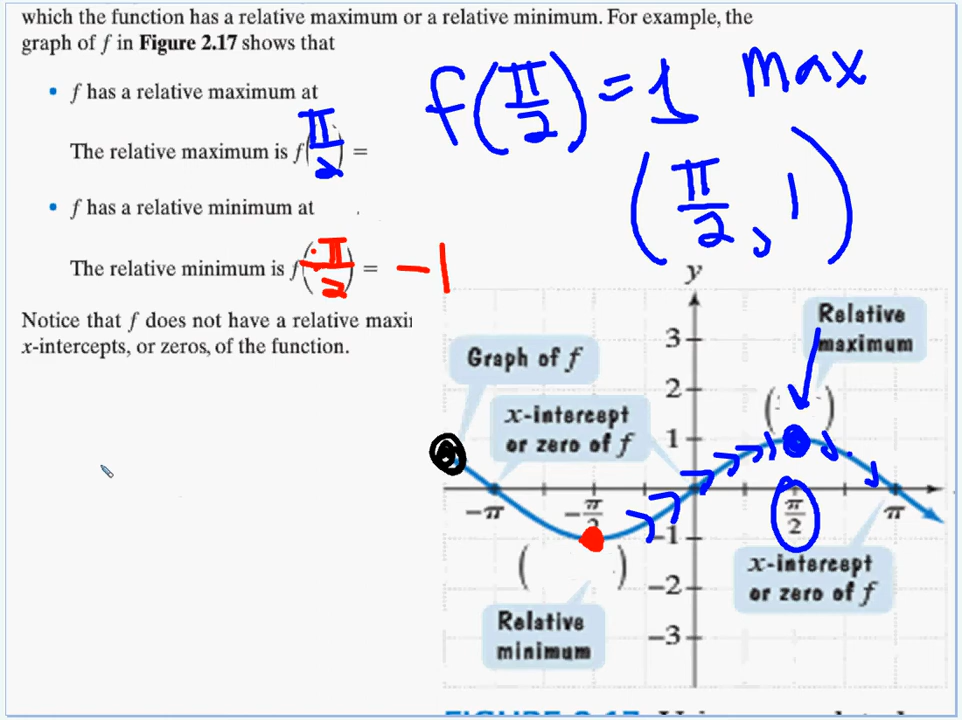 which the function has a relative maximum or a relative minimum. For example, the
graph of f in Figure 2.17 shows that
• f has a relative maximum at
The relative maximum is f(π/2) =
f(π/2) = 1 max
(π/2, 1)
• f has a relative minimum at
The relative minimum is f(-π/2) = -1
Notice that f does not have a relative maxi
x-intercepts, or zeros, of the function.
y
Relative
maximum
Graph of f
x-intercept
or zero of f
3
2
1
( )
-π
-π/2
π/2
π
-1
-2
-3
( )
x-intercept
or zero of f
Relative
minimum